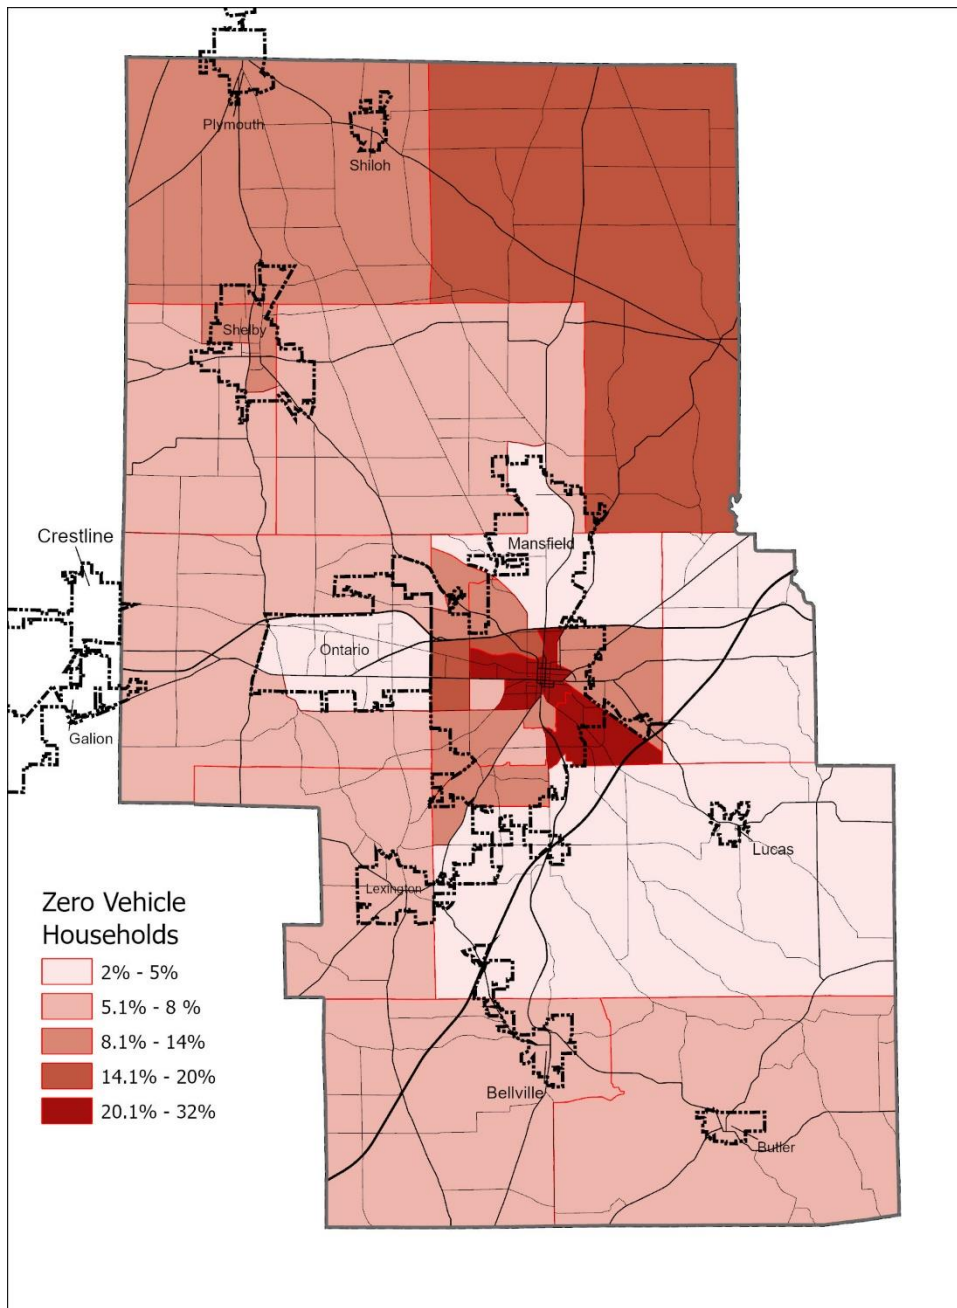 Plymouth
Shiloh
Shelby
Crestline
Mansfield
Ontario
Galion
Lucas
Lexington
Zero Vehicle
Households
2% - 5%
5.1% - 8 %
8.1% - 14%
14.1% - 20%
20.1% - 32%
Bellville
Butler